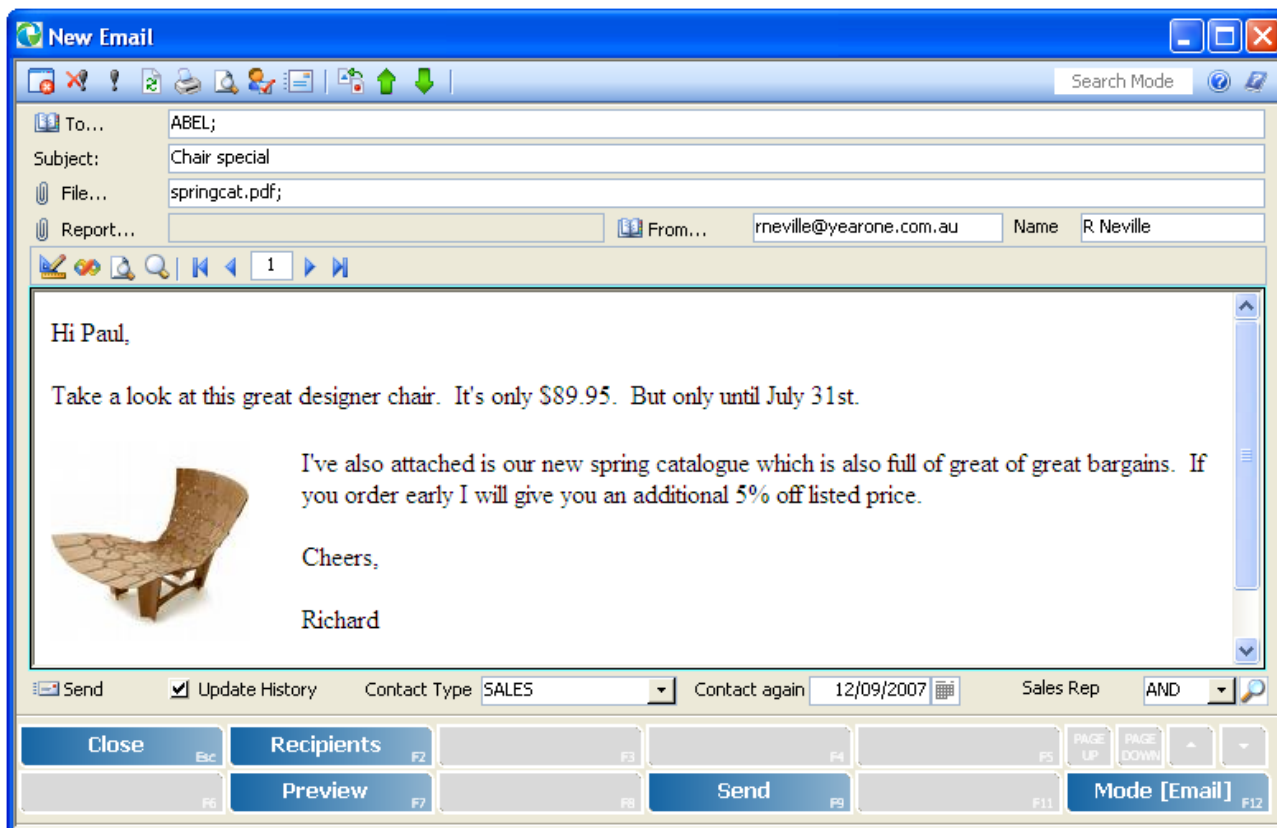 New Email
Search Mode
To... ABEL;
Subject: Chair special
File... springcat.pdf;
Report... From... rneville@yearone.com.au Name R Neville
1
Hi Paul,
Take a look at this great designer chair.  It's only $89.95.  But only until July 31st.
I've also attached is our new spring catalogue which is also full of great of great bargains.  If
you order early I will give you an additional 5% off listed price.
Cheers,
Richard
Send Update History Contact Type SALES Contact again 12/09/2007 Sales Rep AND
Close Esc Recipients F2 F3 F4 F5 PAGE UP PAGE DOWN
F6 Preview F7 F8 Send F9 F11 Mode [Email] F12